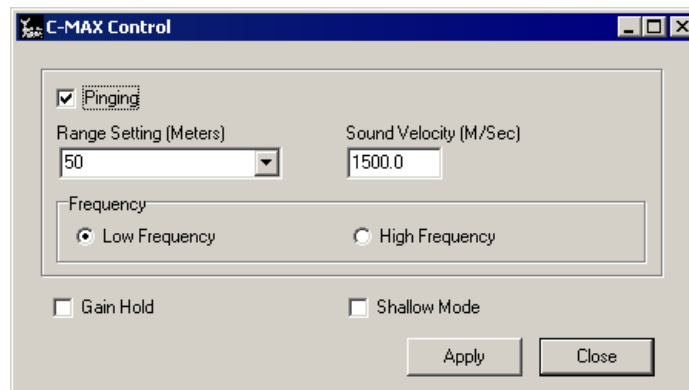 C-MAX Control
Pinging
Range Setting (Meters) Sound Velocity (M/Sec)
50 1500.0
Frequency
Low Frequency High Frequency
Gain Hold Shallow Mode
Apply Close